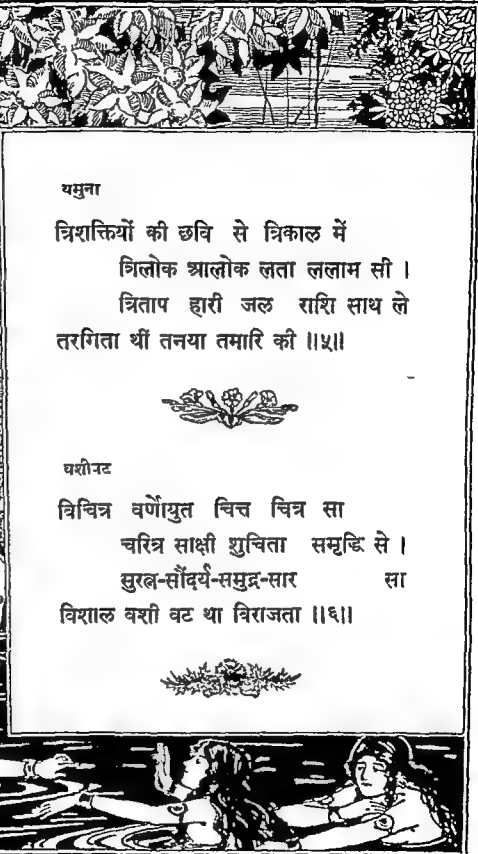 यमुना
त्रिशक्तियों की छवि से त्रिकाल में
त्रिलोक आलोक लता ललाम सी ।
त्रिताप हारी जल राशि साथ ले
तरगिता थीं तनया तमारि की ॥५॥
वशीवट
विचित्र वर्णोयुत चित्त चित्र सा
चरित्र साक्षी शुचिता समृद्धि से ।
सुरत्न-सौंदर्य-समुद्र-सार सा
विशाल वशी वट था विराजता ॥६॥